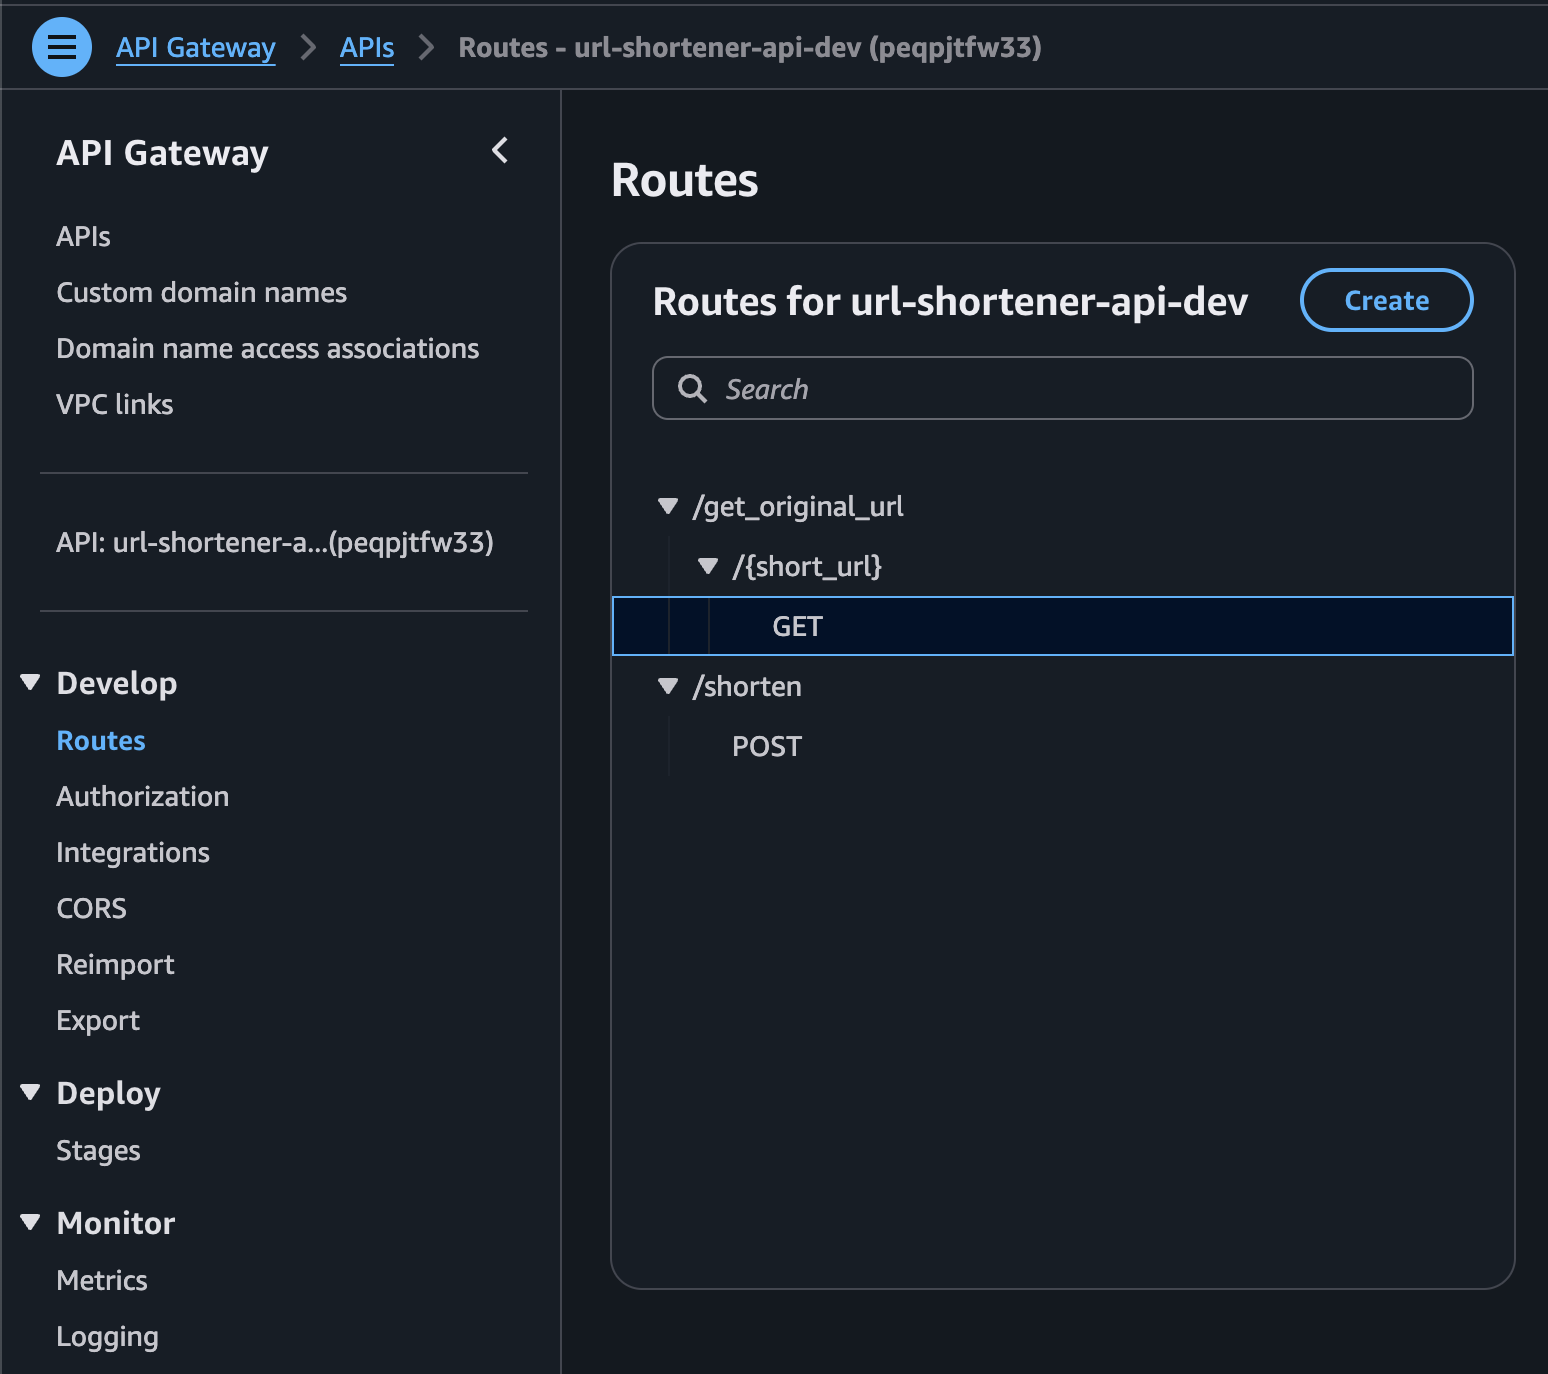 API Gateway > APIs > Routes - url-shortener-api-dev (peqpjtfw33)
API Gateway
APIs
Custom domain names
Domain name access associations
VPC links
API: url-shortener-a...(peqpjtfw33)
Develop
Routes
Authorization
Integrations
CORS
Reimport
Export
Deploy
Stages
Monitor
Metrics
Logging
Routes
Routes for url-shortener-api-dev
Create
Search
/get_original_url
/{short_url}
GET
/shorten
POST